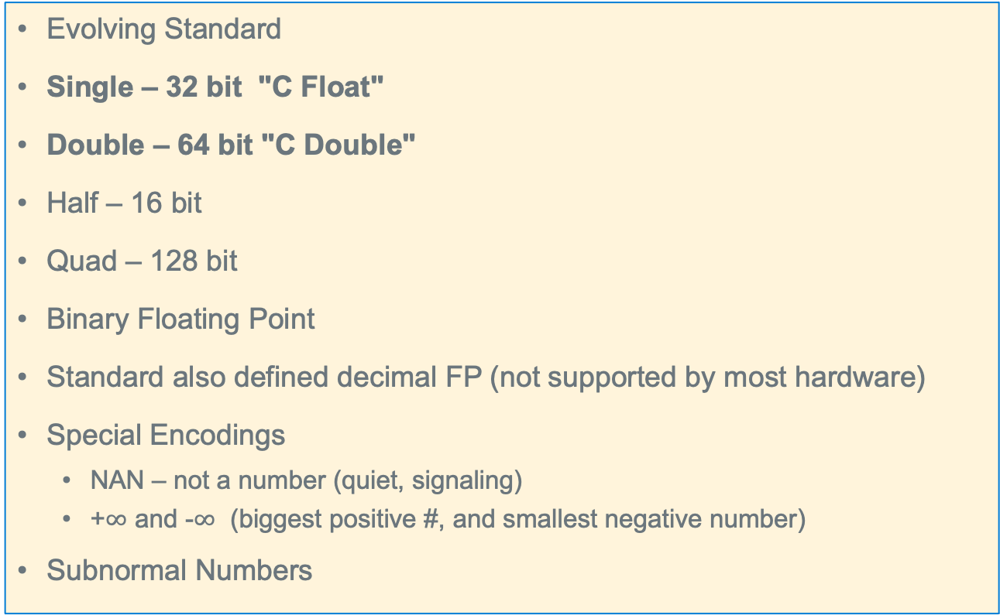 • Evolving Standard
• Single – 32 bit  "C Float"
• Double – 64 bit "C Double"
• Half – 16 bit
• Quad – 128 bit
• Binary Floating Point
• Standard also defined decimal FP (not supported by most hardware)
• Special Encodings
• NAN – not a number (quiet, signaling)
• +∞ and -∞  (biggest positive #, and smallest negative number)
• Subnormal Numbers